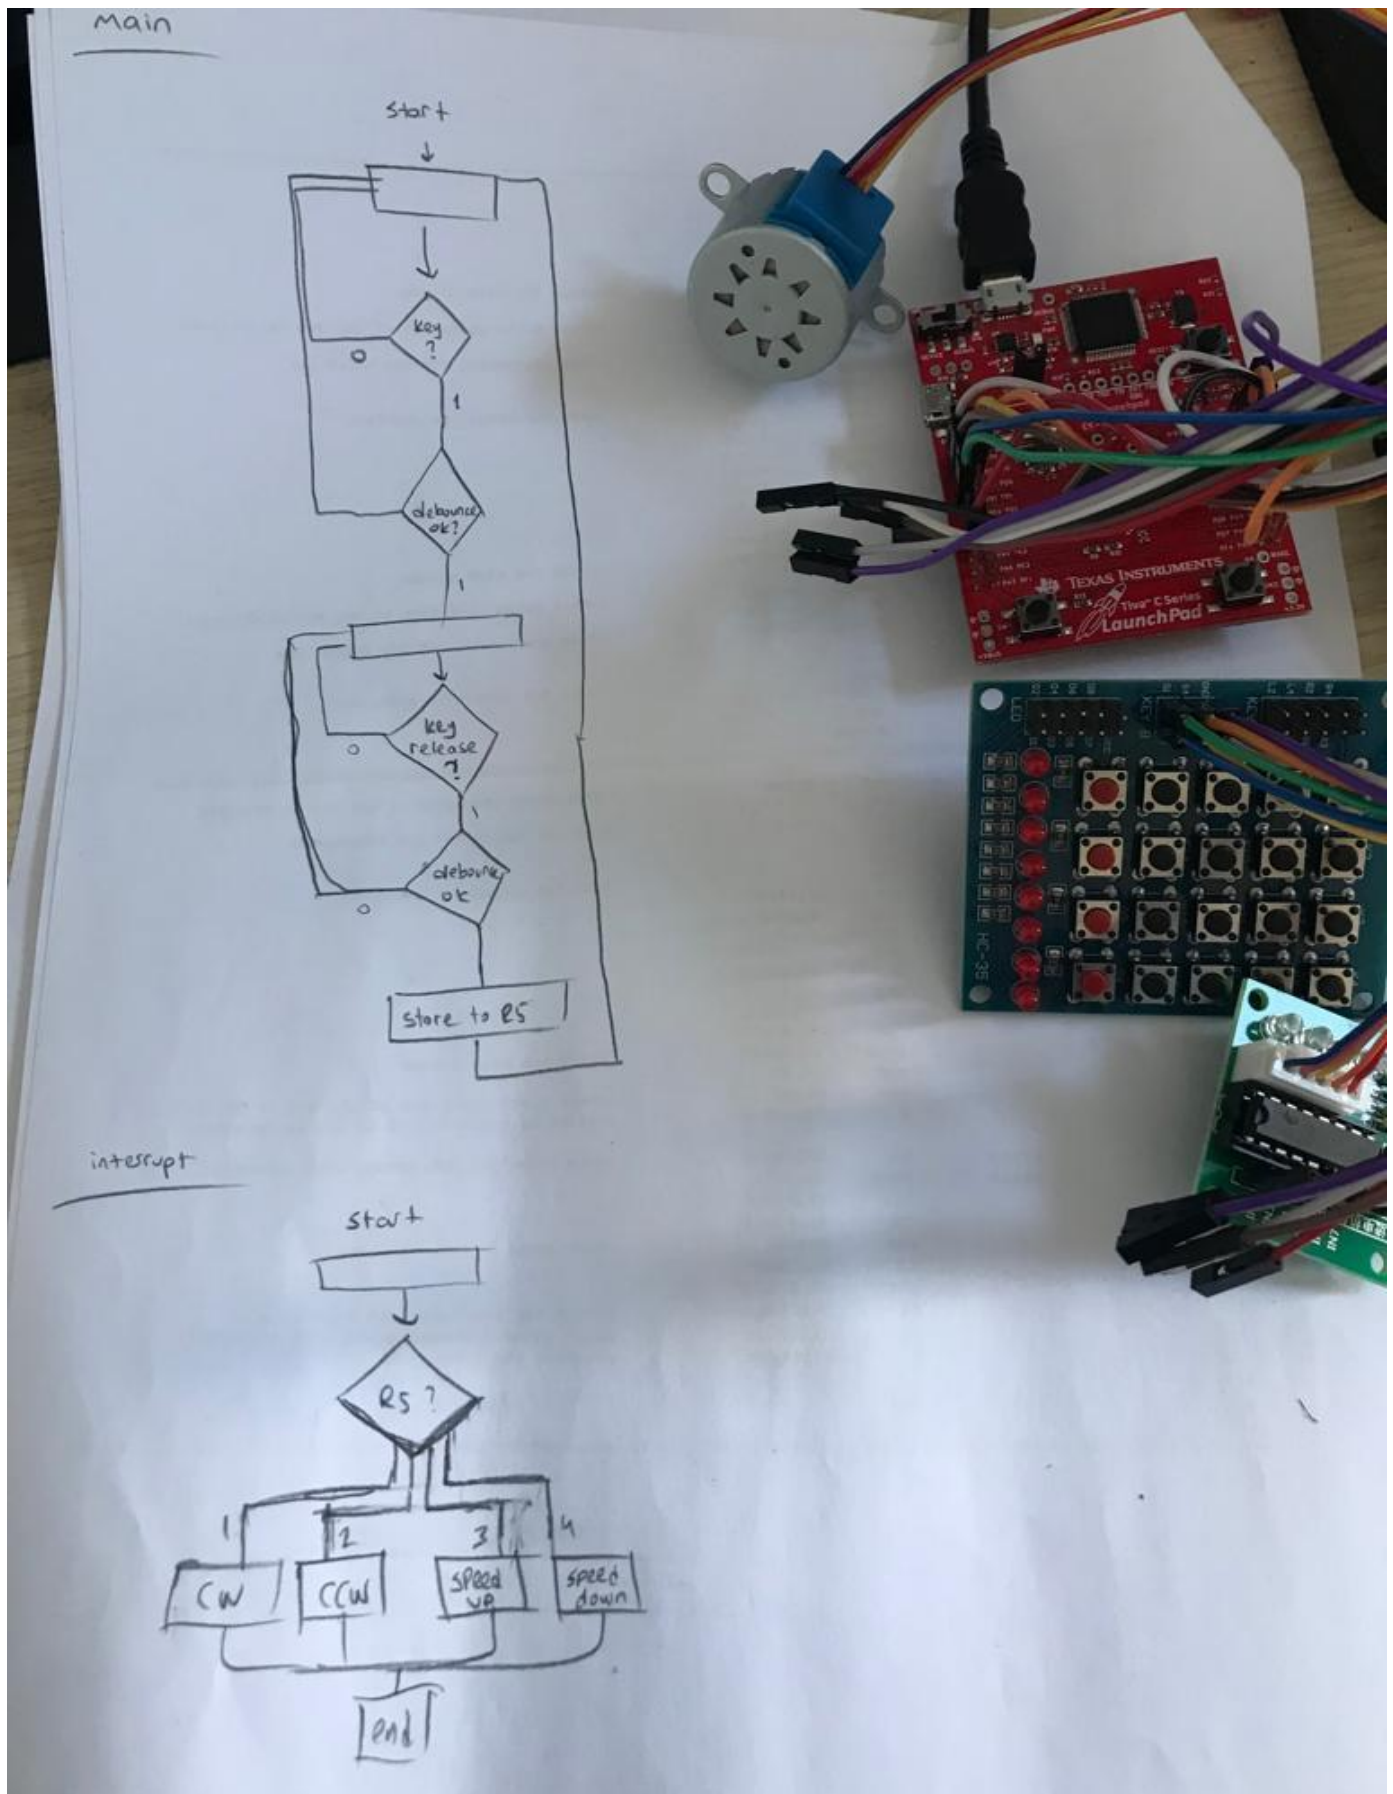 Main
start
key
?
0
1
debounce
ok?
1
key
release
?
0
1
debounce
ok
0
store to R5
interrupt
start
R5 ?
1
2
3
4
CW
CCW
speed
up
speed
down
end
TEXAS INSTRUMENTS
Tiva™ C Series
LaunchPad
LED
HC-35